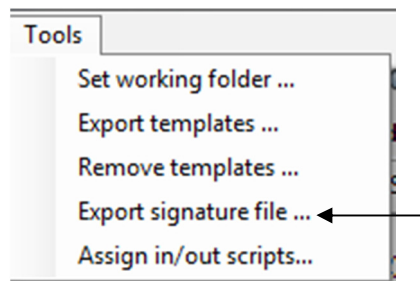 Tools
Set working folder ...
Export templates ...
Remove templates ...
Export signature file ...
Assign in/out scripts...